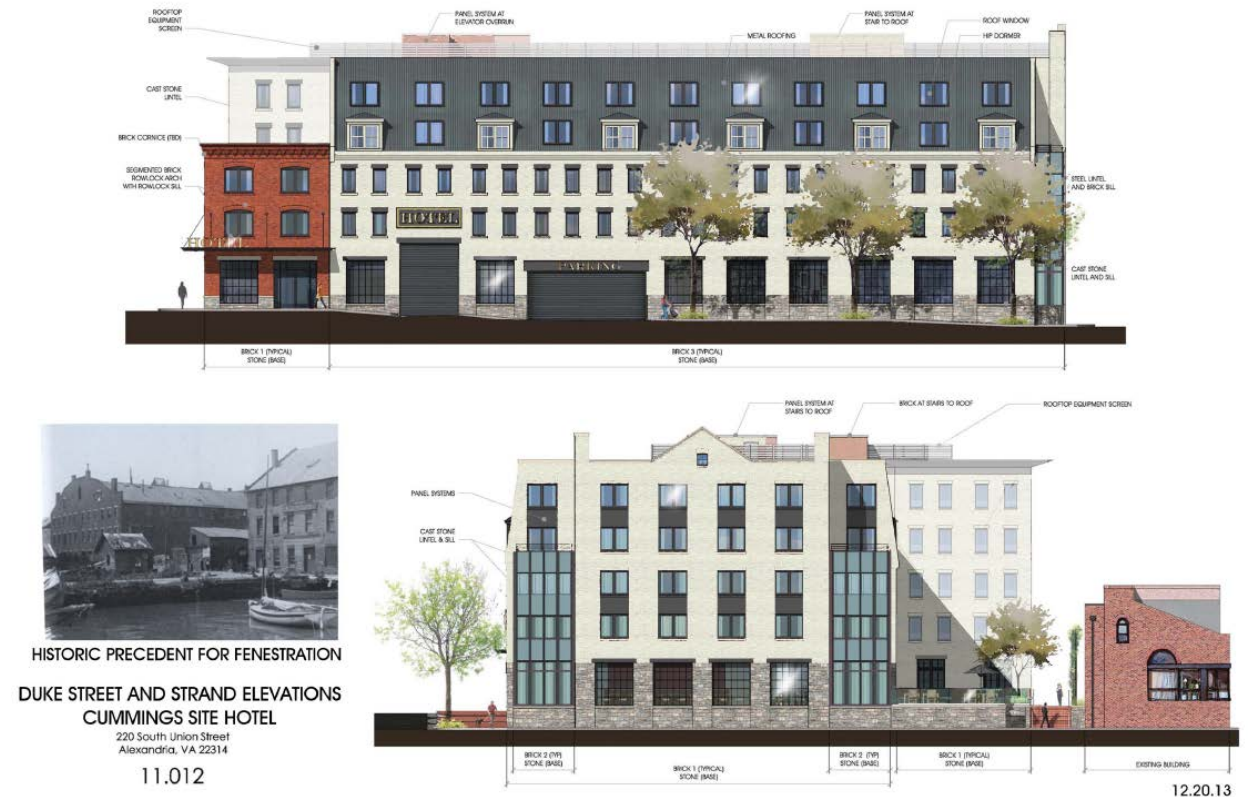 ROOFTOP
EQUIPMENT
SCREEN
PANEL SYSTEM AT
ELEVATOR OVERRUN
PANEL SYSTEM AT
STAIR TO ROOF
ROOF WINDOW
METAL ROOFING
HIP DORMER
CAST STONE
LINTEL
BRICK CORNICE (TBD)
SEGMENTED BRICK
ROWLOCK ARCH
WITH ROWLOCK SILL
STEEL LINTEL
AND BRICK SILL
HOTEL
HOTEL
PARKING
CAST STONE
LINTEL AND SILL
BRICK 1 (TYPICAL)
STONE (BASE)
BRICK 3 (TYPICAL)
STONE (BASE)
PANEL SYSTEM AT
STAIRS TO ROOF
BRICK AT STAIRS TO ROOF
ROOFTOP EQUIPMENT SCREEN
PANEL SYSTEMS
CAST STONE
LINTEL & SILL
BRICK 2 (TYP)
STONE (BASE)
BRICK 1 (TYPICAL)
STONE (BASE)
BRICK 2 (TYP)
STONE (BASE)
BRICK 1 (TYPICAL)
STONE (BASE)
EXISTING BUILDING
HISTORIC PRECEDENT FOR FENESTRATION
DUKE STREET AND STRAND ELEVATIONS
CUMMINGS SITE HOTEL
220 South Union Street
Alexandria, VA 22314
11.012
12.20.13